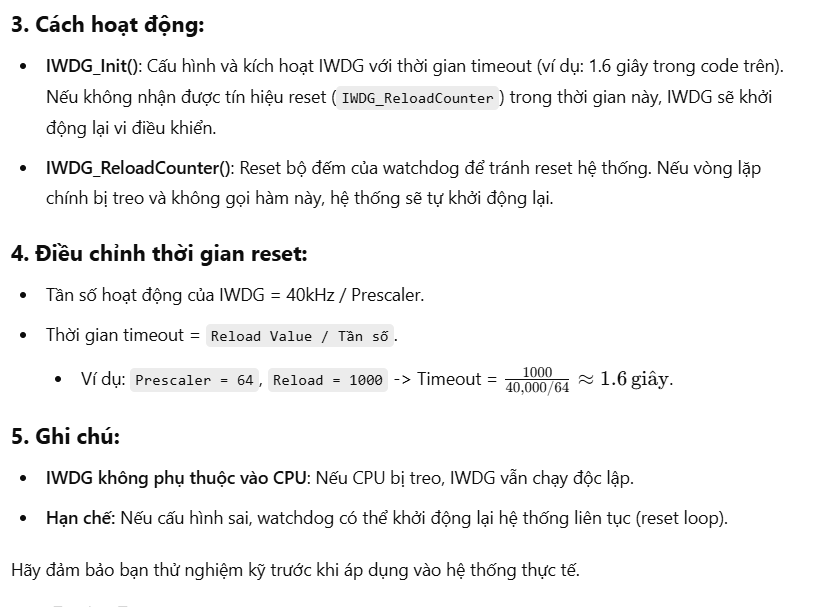 3. Cách hoạt động:
• IWDG_Init(): Cấu hình và kích hoạt IWDG với thời gian timeout (ví dụ: 1.6 giây trong code trên).
Nếu không nhận được tín hiệu reset ( IWDG_ReloadCounter ) trong thời gian này, IWDG sẽ khởi
động lại vi điều khiển.
• IWDG_ReloadCounter(): Reset bộ đếm của watchdog để tránh reset hệ thống. Nếu vòng lặp
chính bị treo và không gọi hàm này, hệ thống sẽ tự khởi động lại.
4. Điều chỉnh thời gian reset:
• Tần số hoạt động của IWDG = 40kHz / Prescaler.
• Thời gian timeout = Reload Value / Tần số .
• Ví dụ: Prescaler = 64 , Reload = 1000 -> Timeout = 1000 / 40,000/64 ≈ 1.6 giây.
5. Ghi chú:
• IWDG không phụ thuộc vào CPU: Nếu CPU bị treo, IWDG vẫn chạy độc lập.
• Hạn chế: Nếu cấu hình sai, watchdog có thể khởi động lại hệ thống liên tục (reset loop).
Hãy đảm bảo bạn thử nghiệm kỹ trước khi áp dụng vào hệ thống thực tế.